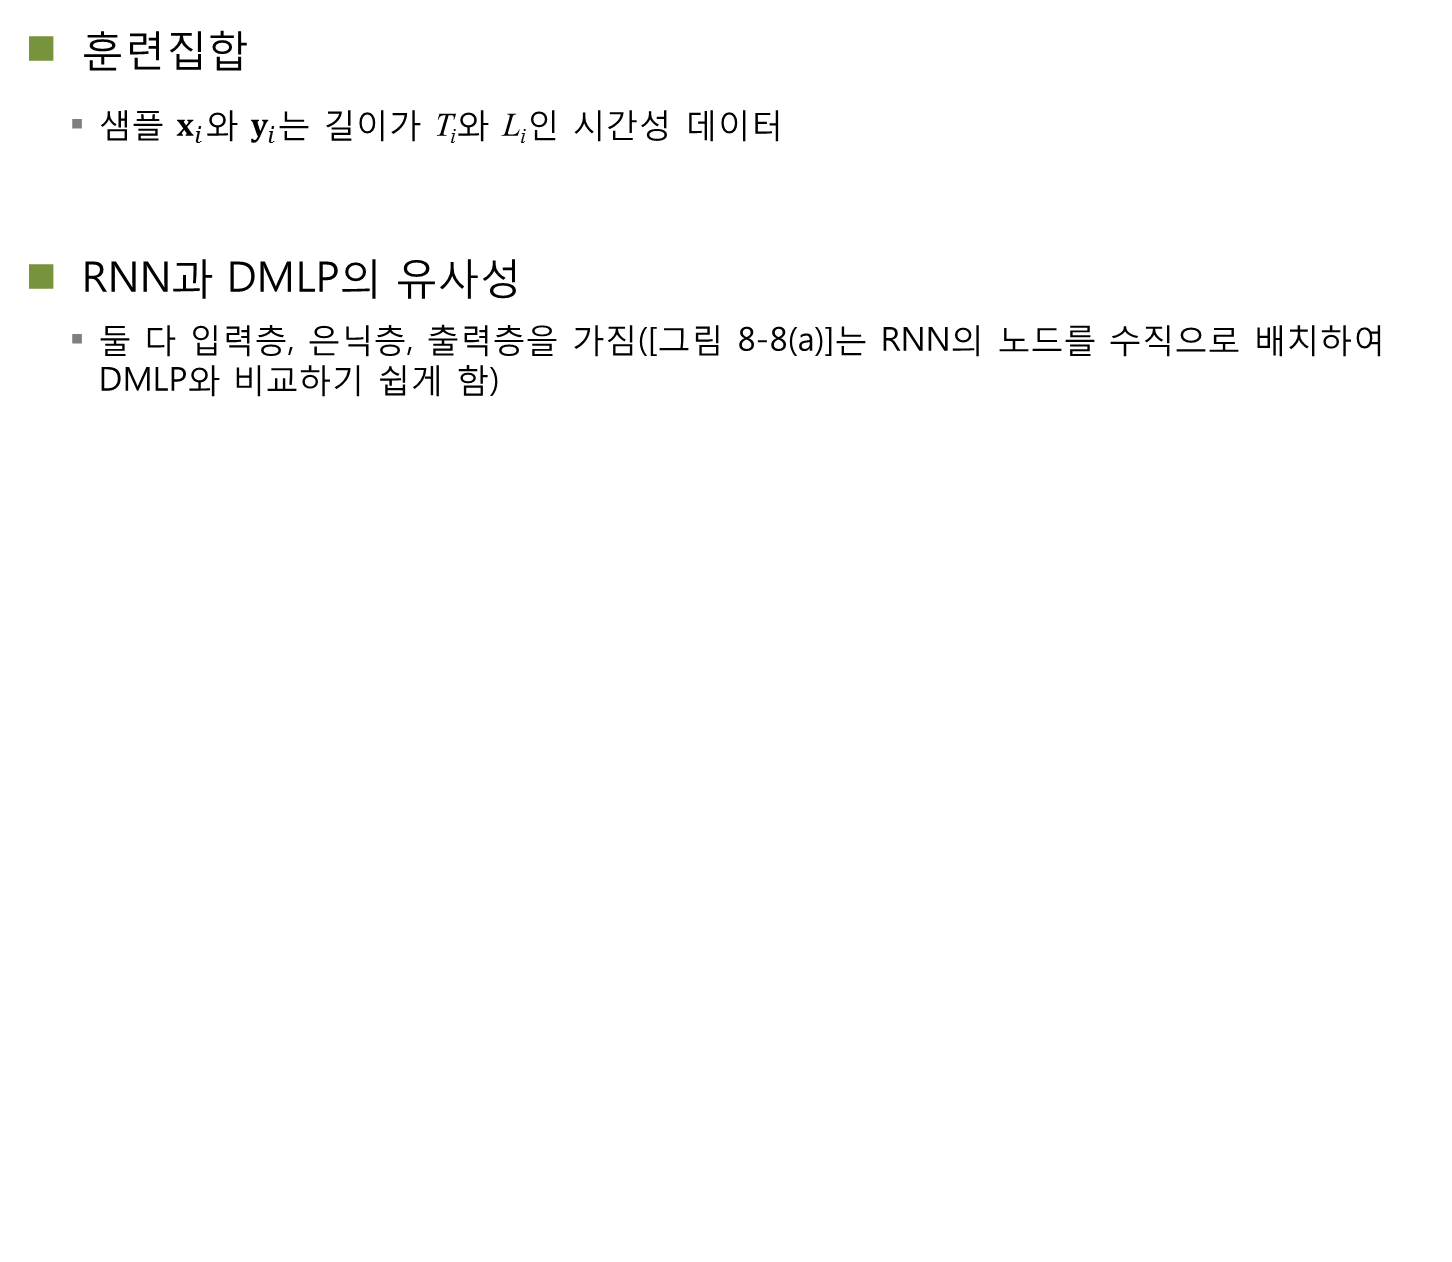 ■ 훈련집합
▪ 샘플 𝐱ᵢ와 𝐲ᵢ는 길이가 Tᵢ와 Lᵢ인 시간성 데이터
■ RNN과 DMLP의 유사성
▪ 둘 다 입력층, 은닉층, 출력층을 가짐([그림 8-8(a)]는 RNN의 노드를 수직으로 배치하여
DMLP와 비교하기 쉽게 함)